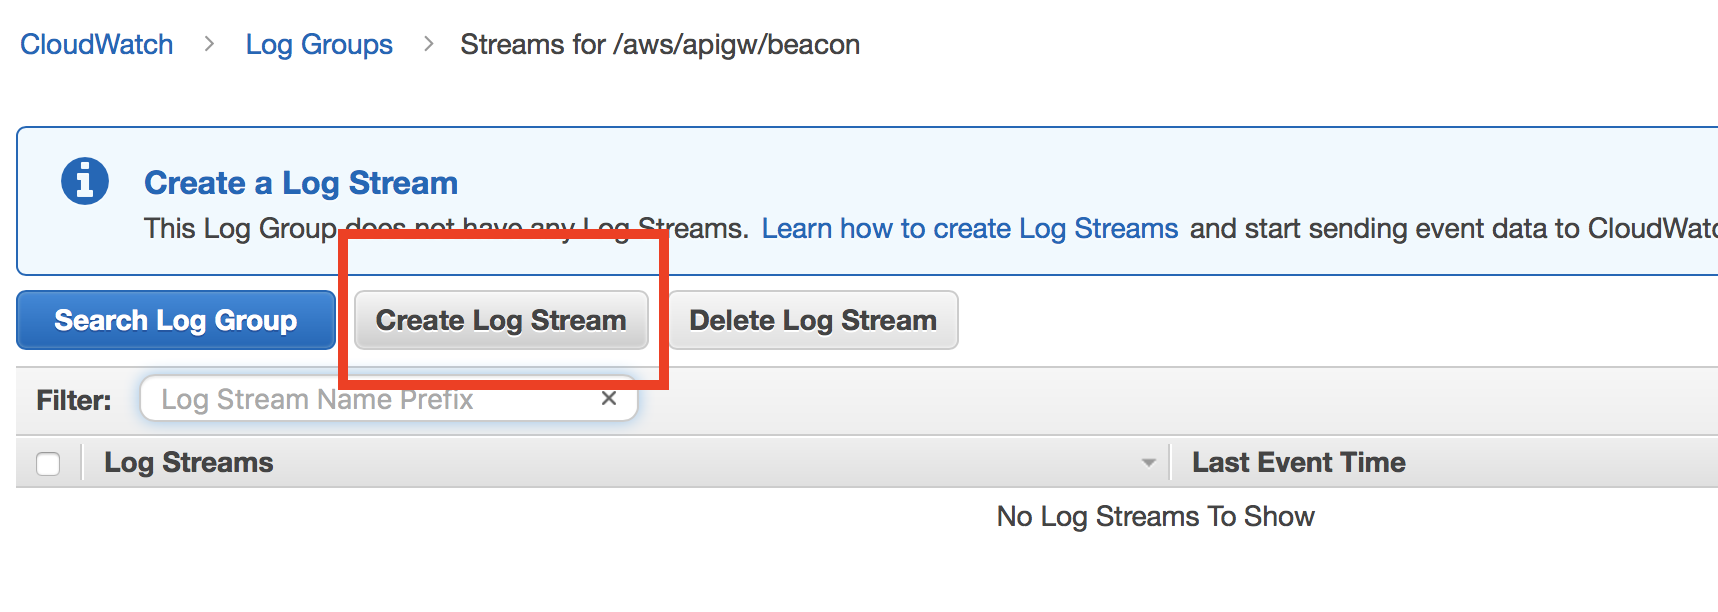 CloudWatch > Log Groups > Streams for /aws/apigw/beacon
Create a Log Stream
This Log Group does not have any Log Streams. Learn how to create Log Streams and start sending event data to
Search Log Group Create Log Stream Delete Log Stream
Filter: Log Stream Name Prefix ×
Log Streams Last Event Time
No Log Streams To Show